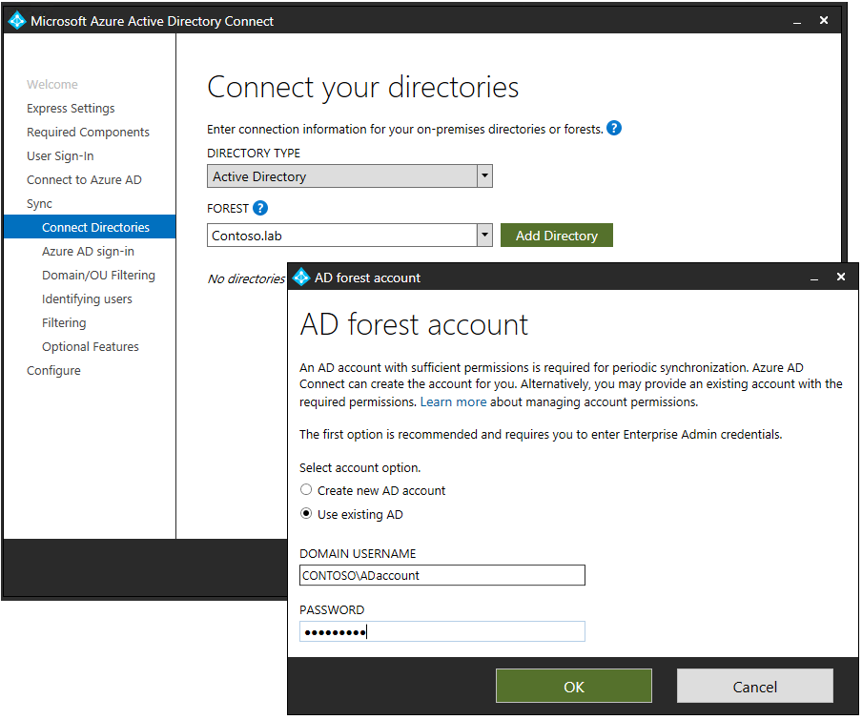 Microsoft Azure Active Directory Connect
Welcome
Express Settings
Required Components
User Sign-In
Connect to Azure AD
Sync
Connect Directories
Azure AD sign-in
Domain/OU Filtering
Identifying users
Filtering
Optional Features
Configure
Connect your directories
Enter connection information for your on-premises directories or forests. ?
DIRECTORY TYPE
Active Directory
FOREST ?
Contoso.lab
Add Directory
No directories
AD forest account
AD forest account
An AD account with sufficient permissions is required for periodic synchronization. Azure AD
Connect can create the account for you. Alternatively, you may provide an existing account with the
required permissions. Learn more about managing account permissions.
The first option is recommended and requires you to enter Enterprise Admin credentials.
Select account option.
Create new AD account
Use existing AD
DOMAIN USERNAME
CONTOSO\ADaccount
PASSWORD
●●●●●●●●●
OK
Cancel